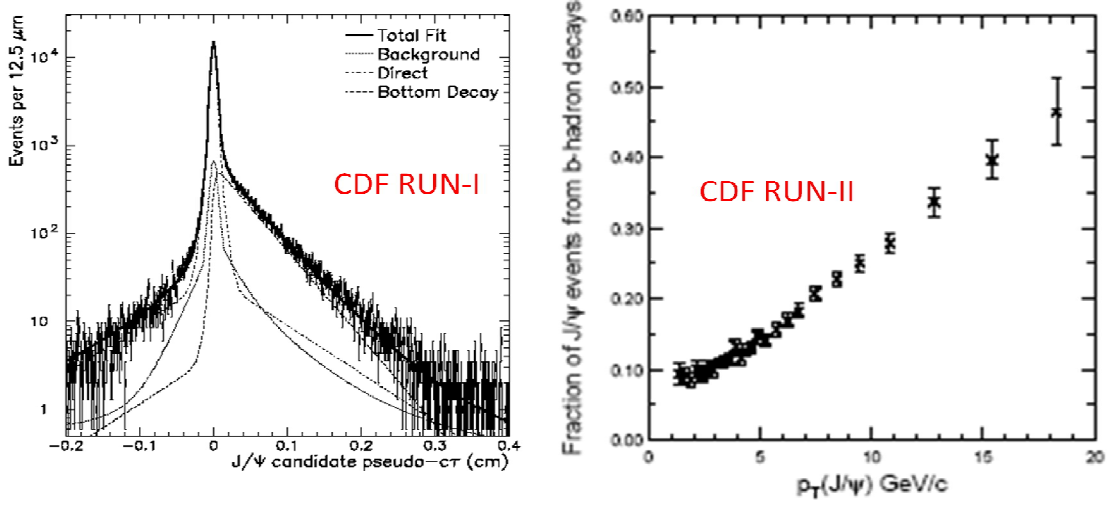 Events per 12.5 μm
10⁴
10³
10²
10
1
Total Fit
Background
Direct
Bottom Decay
CDF RUN-I
-0.2 -0.1 0 0.1 0.2 0.3 0.4
J/Ψ candidate pseudo-cτ (cm)
Fraction of J/ψ events from b-hadron decays
0.60
0.50
0.40
0.30
0.20
0.10
0.00
CDF RUN-II
0 5 10 15 20
pT(J/ψ) GeV/c